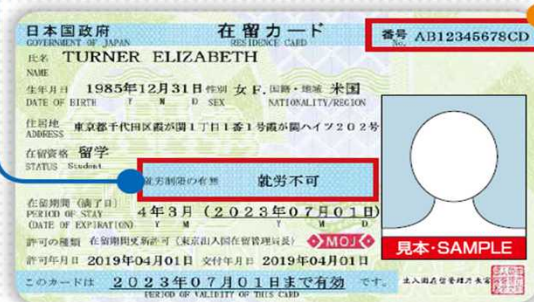 日本国政府 在留カード 番号 AB12345678CD
GOVERNMENT OF JAPAN RESIDENCE CARD No.
氏名 TURNER ELIZABETH
NAME
生年月日 1985年12月31日 性別 女 F. 国籍・地域 米国
DATE OF BIRTH Y M D SEX NATIONALITY/REGION
住居地 東京都千代田区霞が関1丁目1番1号霞が関ハイツ202号
ADDRESS
在留資格 留学
STATUS Student
就労制限の有無 就労不可
在留期間（満了日）
PERIOD OF STAY 4年3月（2023年07月01日）
(DATE OF EXPIRATION) Y M Y M D
許可の種類 在留期間更新許可（東京出入国在留管理局長） MOJ
見本・SAMPLE
許可年月日 2019年04月01日 交付年月日 2019年04月01日
このカードは 2023年07月01日まで有効 です。 出入国在留管理庁長官
PERIOD OF VALIDITY OF THIS CARD